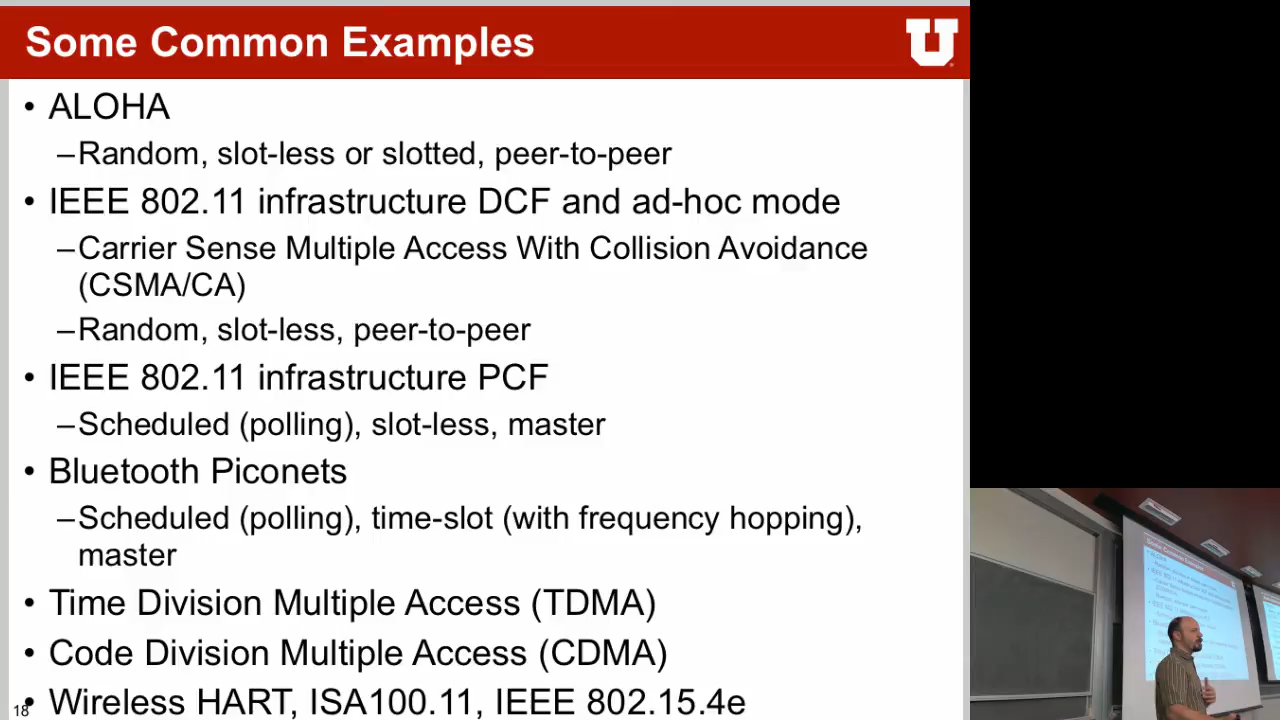 Some Common Examples
U
• ALOHA
–Random, slot-less or slotted, peer-to-peer
• IEEE 802.11 infrastructure DCF and ad-hoc mode
–Carrier Sense Multiple Access With Collision Avoidance
(CSMA/CA)
–Random, slot-less, peer-to-peer
• IEEE 802.11 infrastructure PCF
–Scheduled (polling), slot-less, master
• Bluetooth Piconets
–Scheduled (polling), time-slot (with frequency hopping),
master
• Time Division Multiple Access (TDMA)
• Code Division Multiple Access (CDMA)
• Wireless HART, ISA100.11, IEEE 802.15.4e
18
Some Common Examples